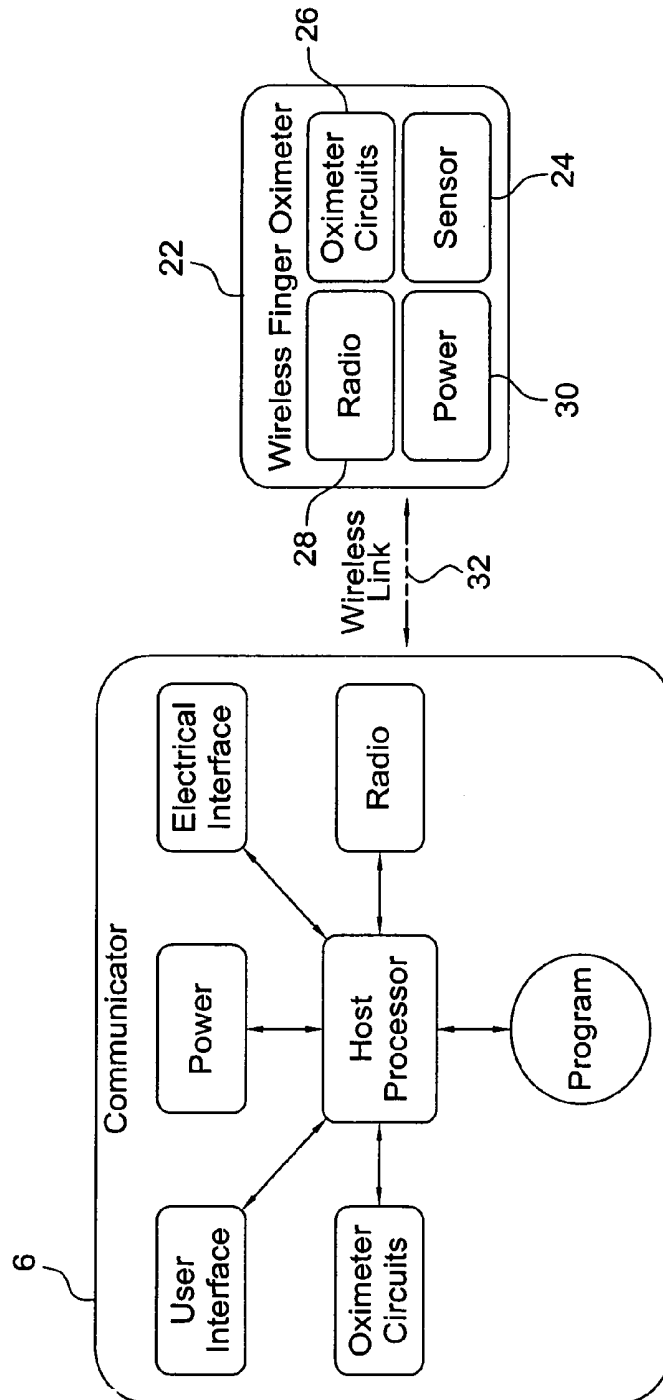 6
Communicator
User
Interface
Power
Electrical
Interface
Host
Processor
Oximeter
Circuits
Radio
Program
Wireless
Link
32
22
Wireless Finger Oximeter
28
Radio
Oximeter
Circuits
26
Power
Sensor
30
24